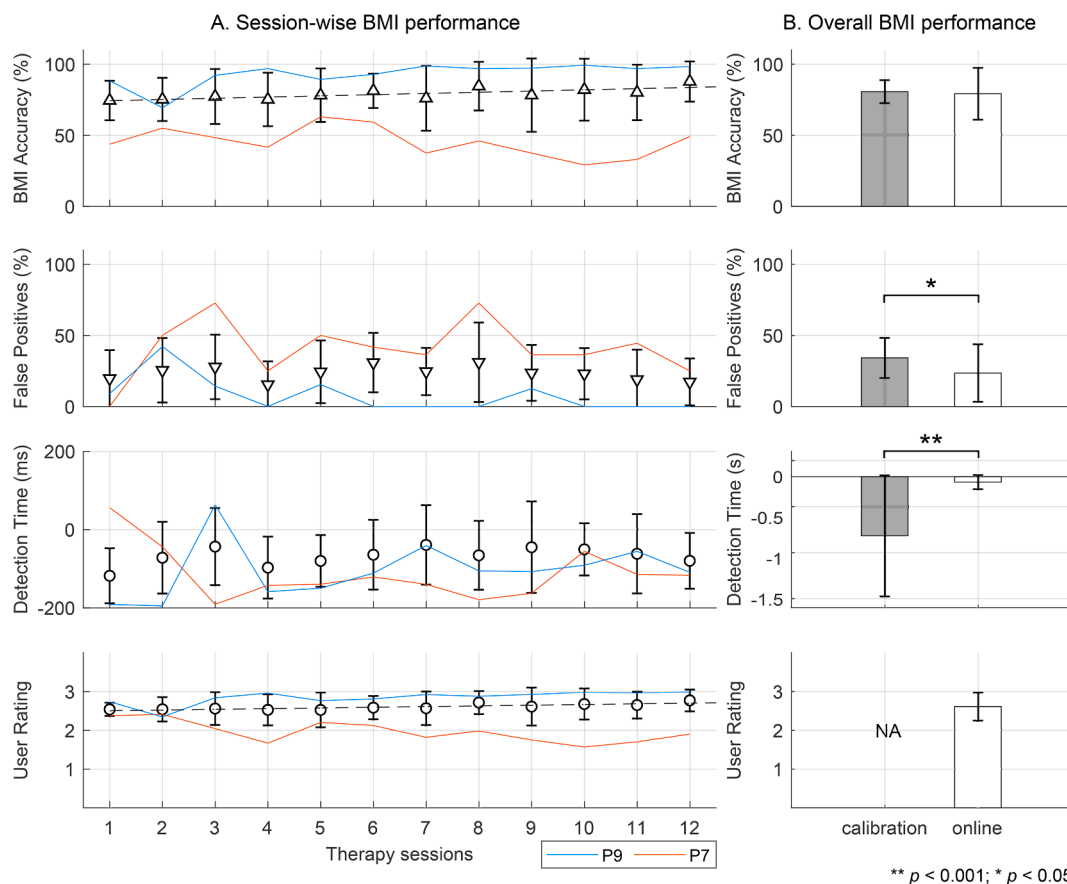 A. Session-wise BMI performance
B. Overall BMI performance
BMI Accuracy (%)
100
50
0
BMI Accuracy (%)
100
50
0
False Positives (%)
100
50
0
False Positives (%)
100
50
0
*
Detection Time (ms)
200
0
-200
Detection Time (s)
0
-0.5
-1
-1.5
**
User Rating
3
2
1
User Rating
3
2
1
NA
1 2 3 4 5 6 7 8 9 10 11 12
calibration online
Therapy sessions
P9 P7
** p < 0.001; * p < 0.05